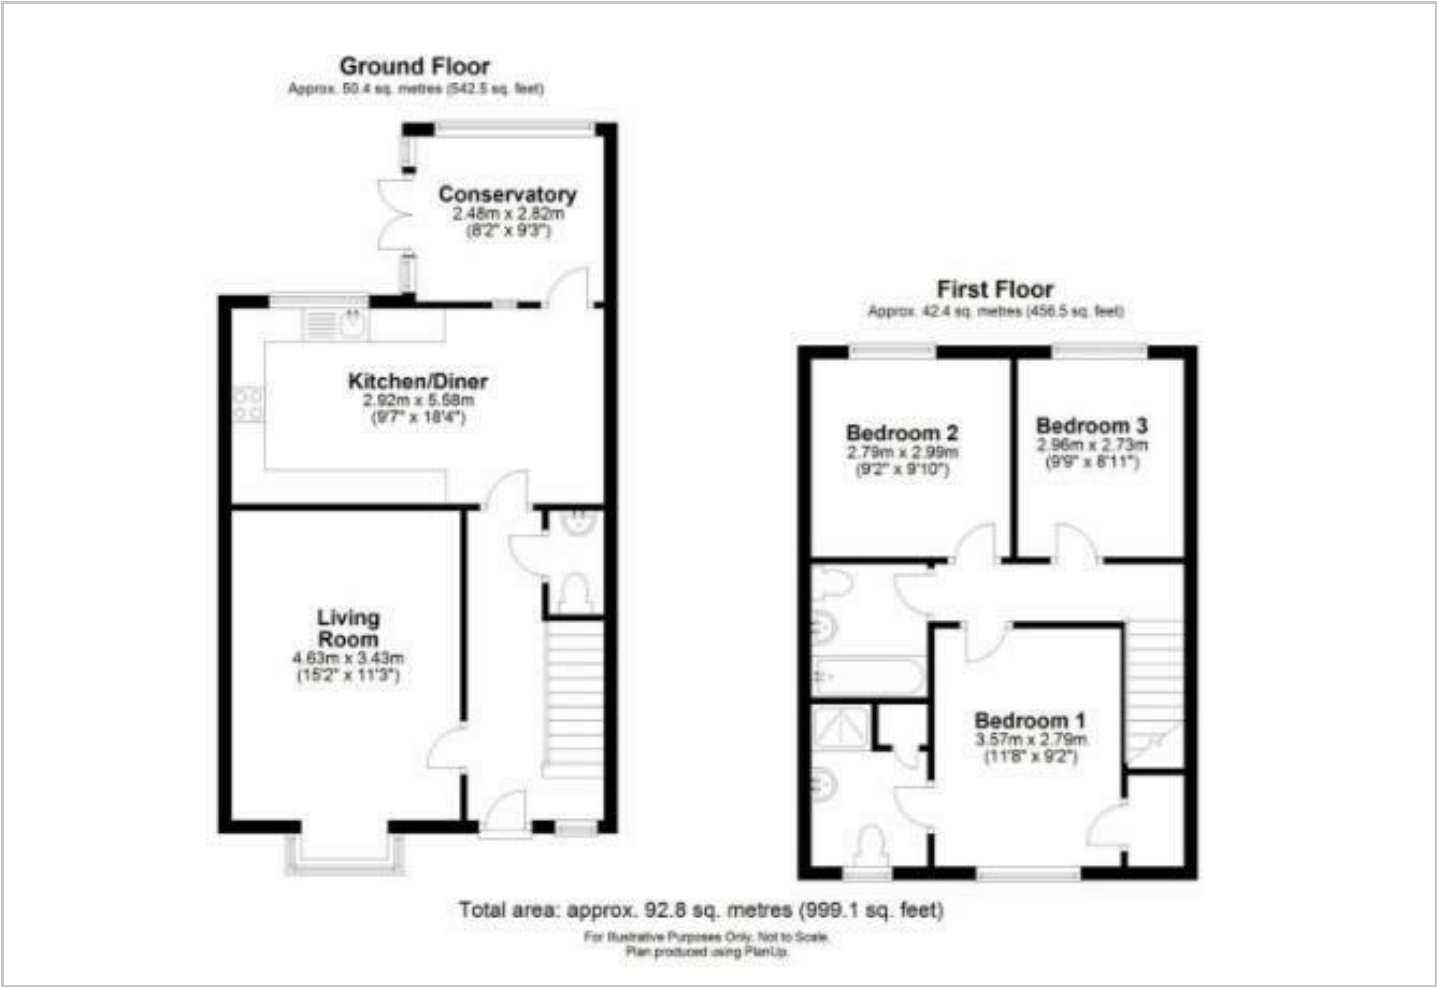 Ground Floor
Approx. 50.4 sq. metres (542.5 sq. feet)
Conservatory
2.48m x 2.82m
(8'2" x 9'3")
Kitchen/Diner
2.92m x 5.58m
(9'7" x 18'4")
Living
Room
4.63m x 3.43m
(15'2" x 11'3")
First Floor
Approx. 42.4 sq. metres (456.5 sq. feet)
Bedroom 2
2.79m x 2.99m
(9'2" x 9'10")
Bedroom 3
2.96m x 2.73m
(9'9" x 8'11")
Bedroom 1
3.57m x 2.79m
(11'8" x 9'2")
Total area: approx. 92.8 sq. metres (999.1 sq. feet)
For Illustrative Purposes Only. Not to Scale.
Plan produced using PlanUp.